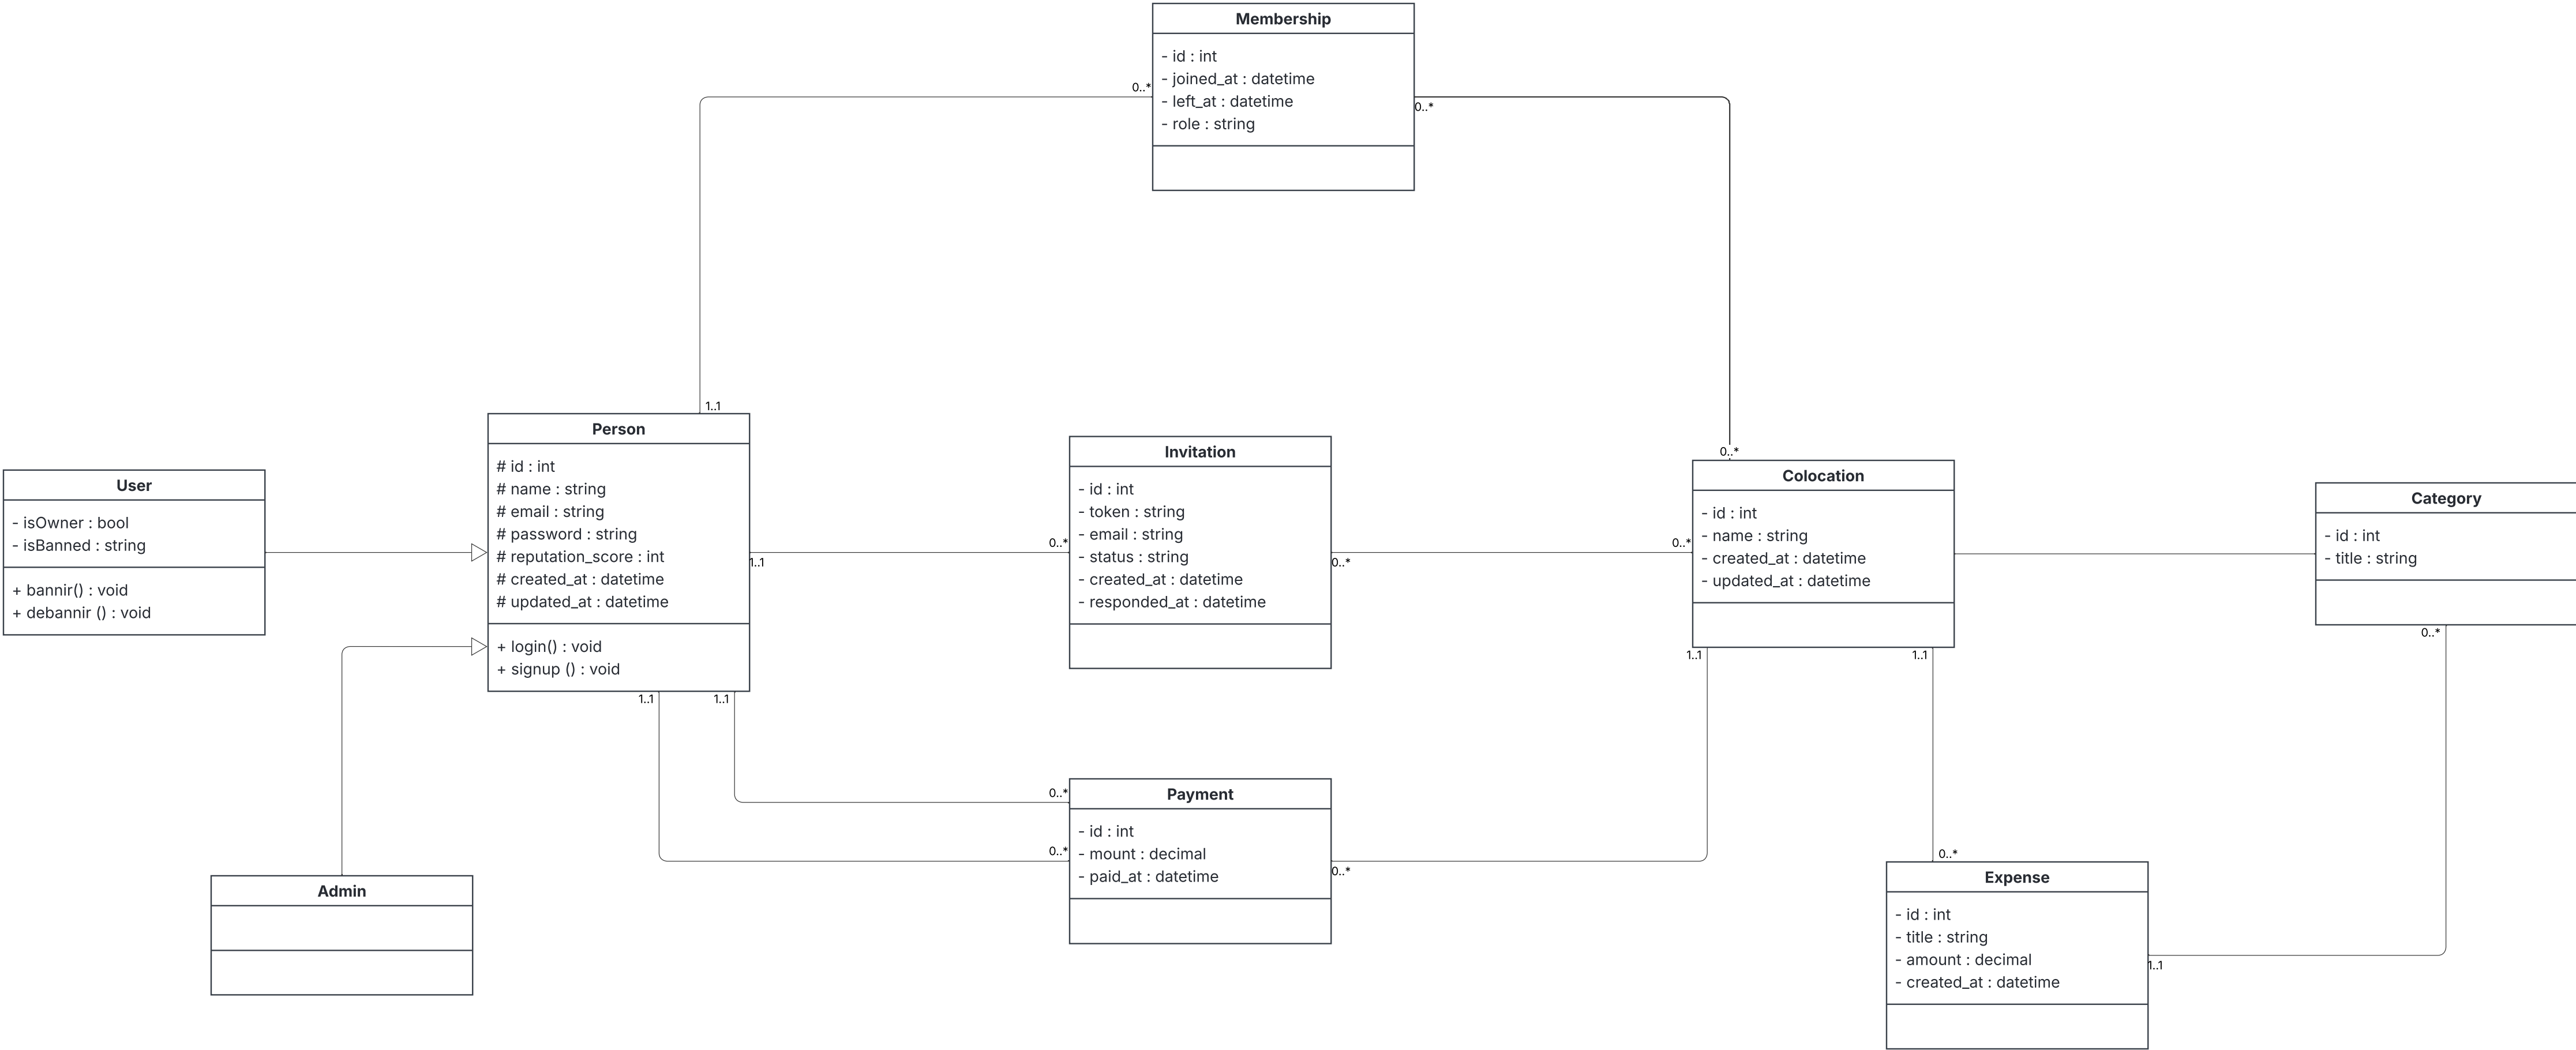 Membership
- id : int
- joined_at : datetime
- left_at : datetime
- role : string
0..*
0..*
1..1
0..*
Person
# id : int
# name : string
# email : string
# password : string
# reputation_score : int
# created_at : datetime
# updated_at : datetime
+ login() : void
+ signup () : void
User
- isOwner : bool
- isBanned : string
+ bannir() : void
+ debannir () : void
Invitation
- id : int
- token : string
- email : string
- status : string
- created_at : datetime
- responded_at : datetime
1..1
0..*
0..*
0..*
Colocation
- id : int
- name : string
- created_at : datetime
- updated_at : datetime
Category
- id : int
- title : string
0..*
1..1
1..1
1..1
1..1
Payment
- id : int
- mount : decimal
- paid_at : datetime
0..*
0..*
0..*
0..*
Admin
Expense
- id : int
- title : string
- amount : decimal
- created_at : datetime
1..1